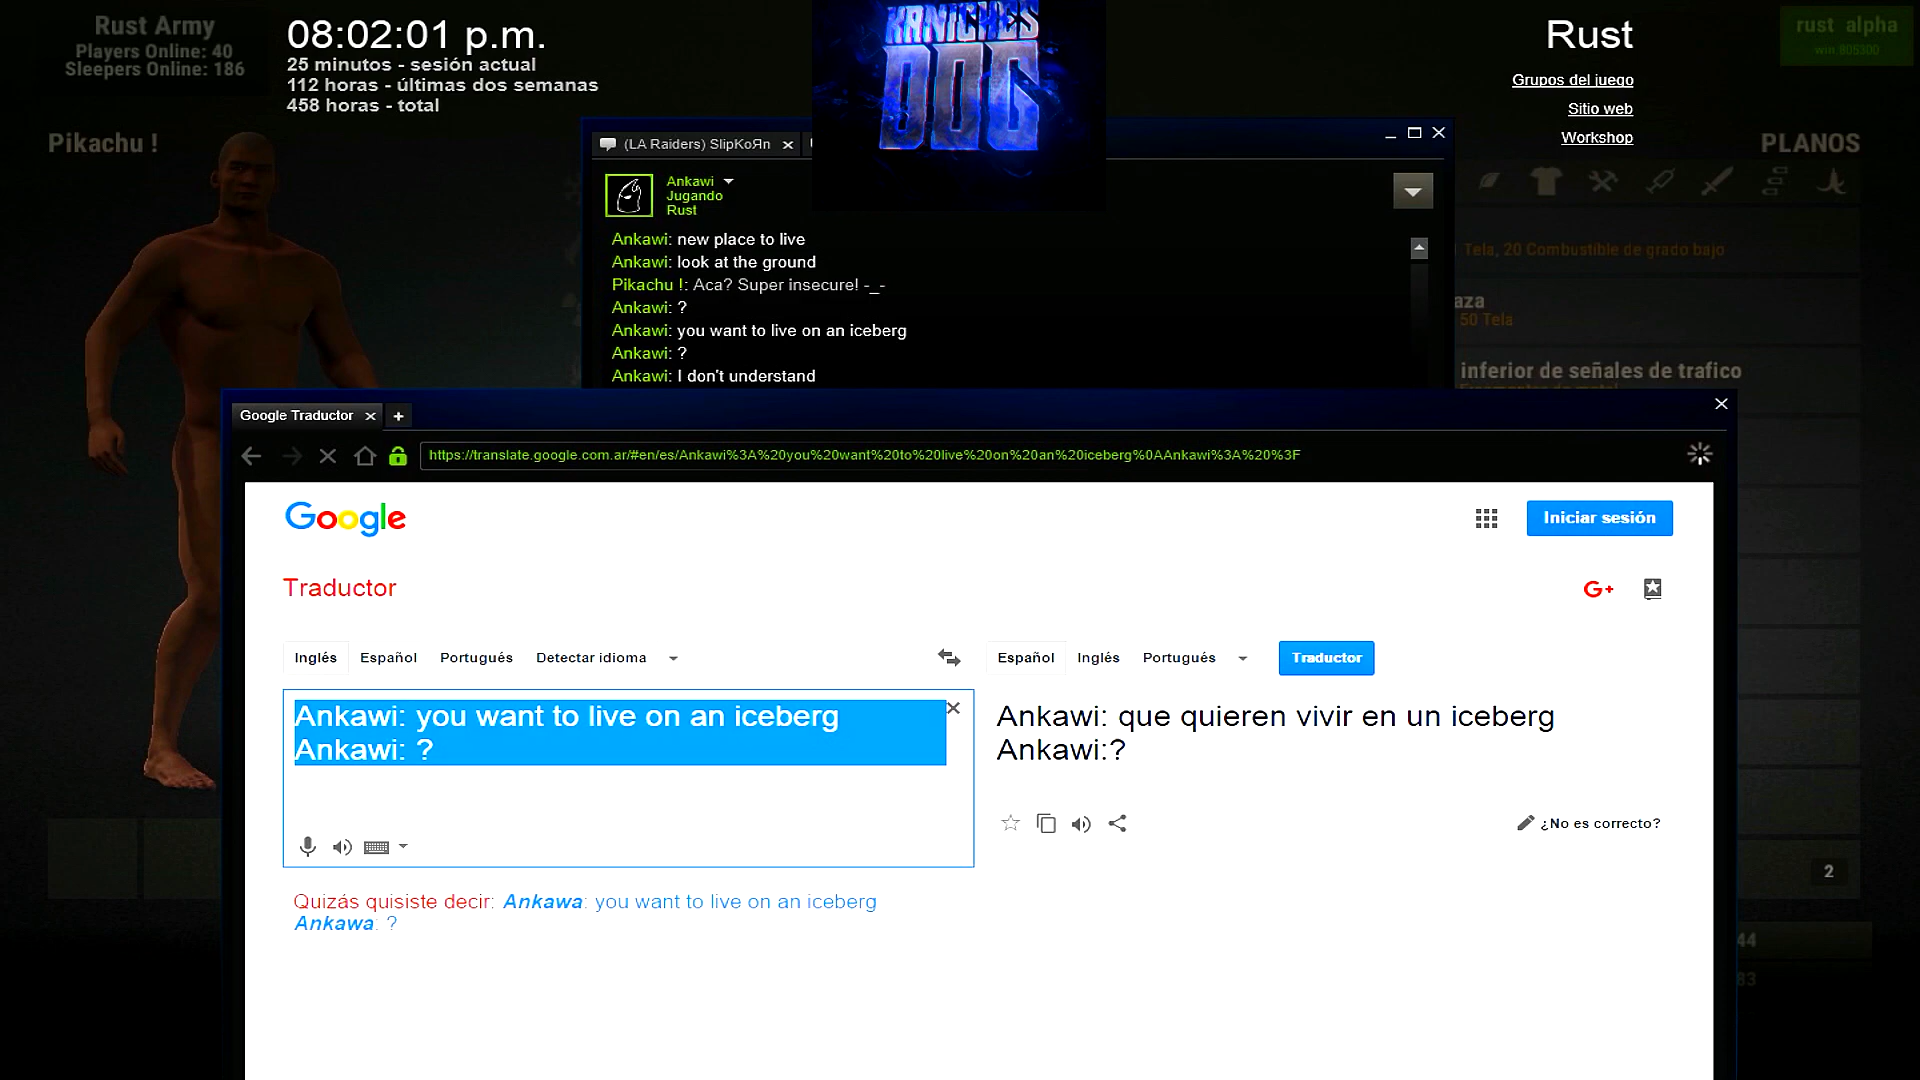 Rust Army
Players Online: 40
Sleepers Online: 186
08:02:01 p.m.
25 minutos - sesión actual
112 horas - últimas dos semanas
458 horas - total
KANICHES
DOG
Rust
Grupos del juego
Sitio web
Workshop
rust alpha
win 805300
Pikachu !
PLANOS
(LA Raiders) SlipKoЯn
Ankawi
Jugando
Rust
Ankawi: new place to live
Ankawi: look at the ground
Pikachu !: Aca? Super insecure! -_-
Ankawi: ?
Ankawi: you want to live on an iceberg
Ankawi: ?
Ankawi: I don't understand
Tela, 20 Combustible de grado bajo
aza
50 Tela
inferior de señales de trafico
Google Traductor
https://translate.google.com.ar/#en/es/Ankawi%3A%20you%20want%20to%20live%20on%20an%20iceberg%0AAnkawi%3A%20%3F
Google
Iniciar sesión
Traductor
G+
Inglés Español Portugués Detectar idioma
Español Inglés Portugués Traductor
Ankawi: you want to live on an iceberg
Ankawi: ?
Ankawi: que quieren vivir en un iceberg
Ankawi:?
¿No es correcto?
Quizás quisiste decir: Ankawa: you want to live on an iceberg
Ankawa: ?
2
44
83